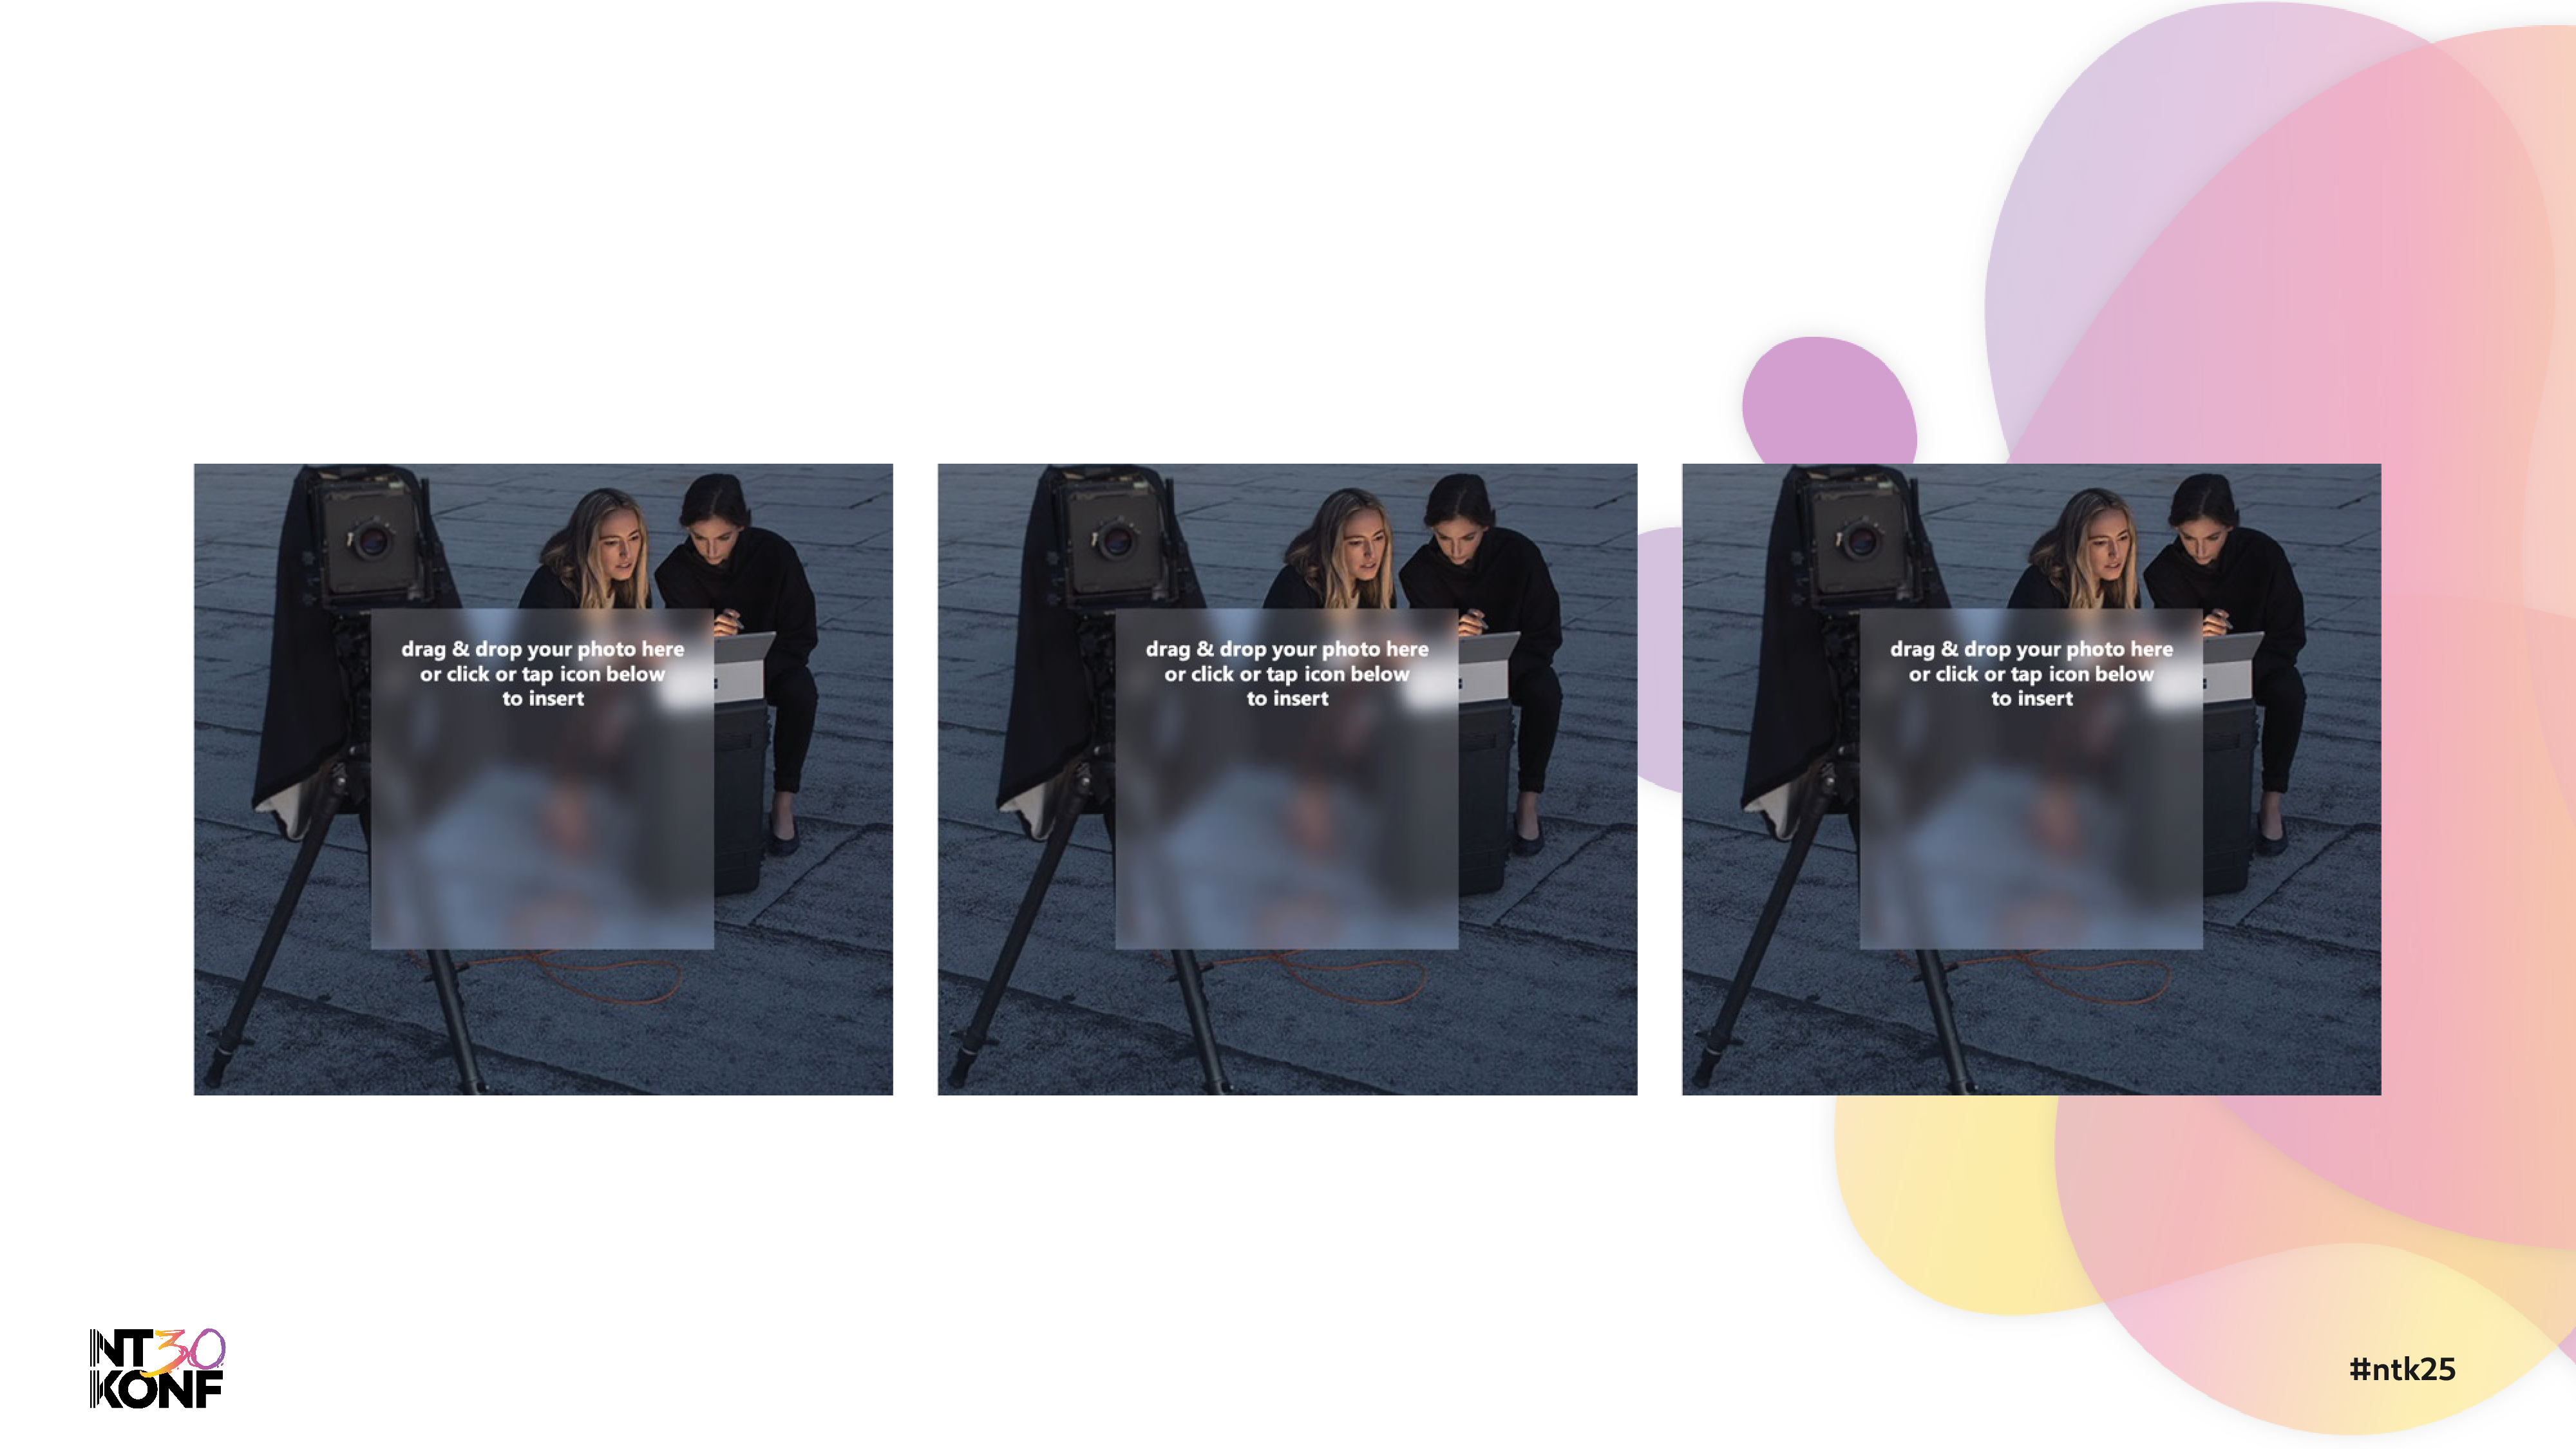 drag & drop your photo here
or click or tap icon below
to insert
drag & drop your photo here
or click or tap icon below
to insert
drag & drop your photo here
or click or tap icon below
to insert
NT30
KONF
#ntk25